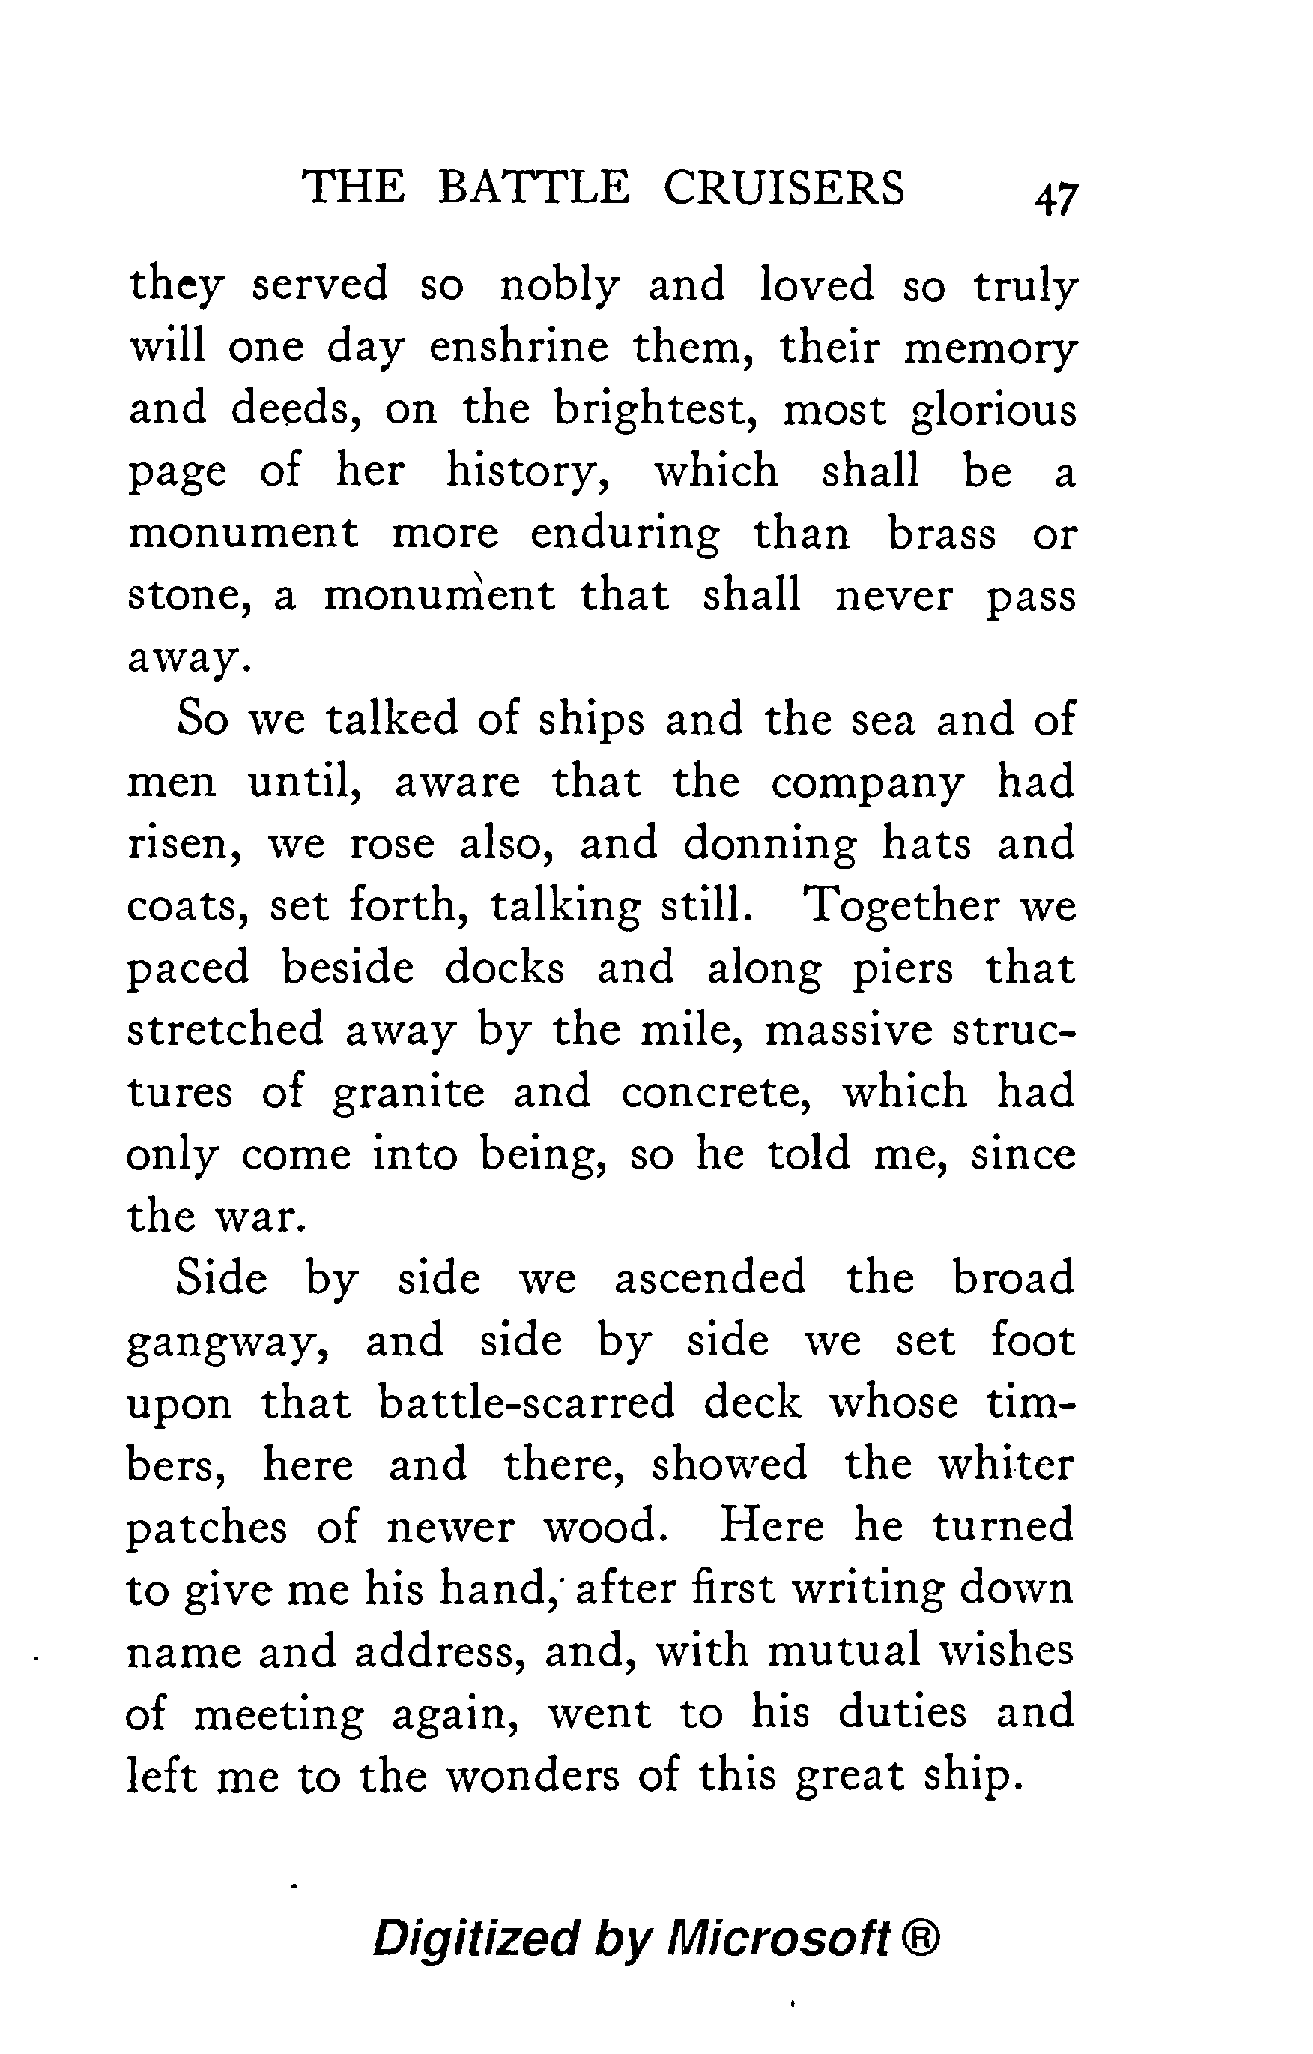 THE BATTLE CRUISERS 47
they served so nobly and loved so truly
will one day enshrine them, their memory
and deeds, on the brightest, most glorious
page of her history, which shall be a
monument more enduring than brass or
stone, a monument that shall never pass
away.
So we talked of ships and the sea and of
men until, aware that the company had
risen, we rose also, and donning hats and
coats, set forth, talking still. Together we
paced beside docks and along piers that
stretched away by the mile, massive struc-
tures of granite and concrete, which had
only come into being, so he told me, since
the war.
Side by side we ascended the broad
gangway, and side by side we set foot
upon that battle-scarred deck whose tim-
bers, here and there, showed the whiter
patches of newer wood. Here he turned
to give me his hand, after first writing down
name and address, and, with mutual wishes
of meeting again, went to his duties and
left me to the wonders of this great ship.
Digitized by Microsoft ®